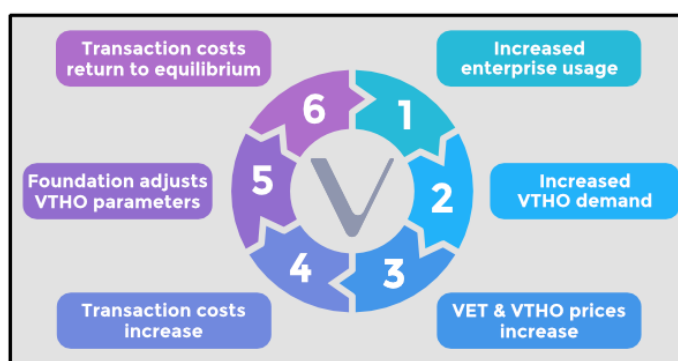 Transaction costs
return to equilibrium
Increased
enterprise usage
6
1
Foundation adjusts
VTHO parameters
5
V
2
Increased
VTHO demand
4
3
Transaction costs
increase
VET & VTHO prices
increase